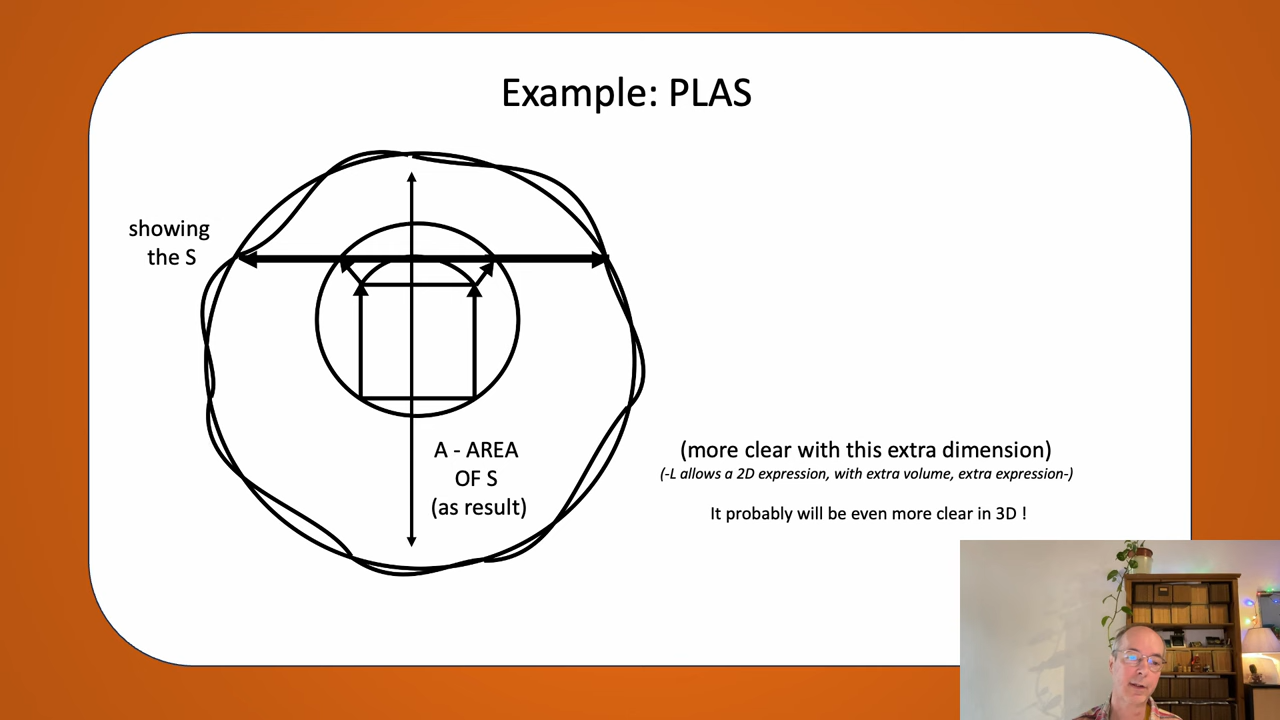 Example: PLAS
showing
the S
A - AREA
OF S
(as result)
(more clear with this extra dimension)
(-L allows a 2D expression, with extra volume, extra expression-)
It probably will be even more clear in 3D !